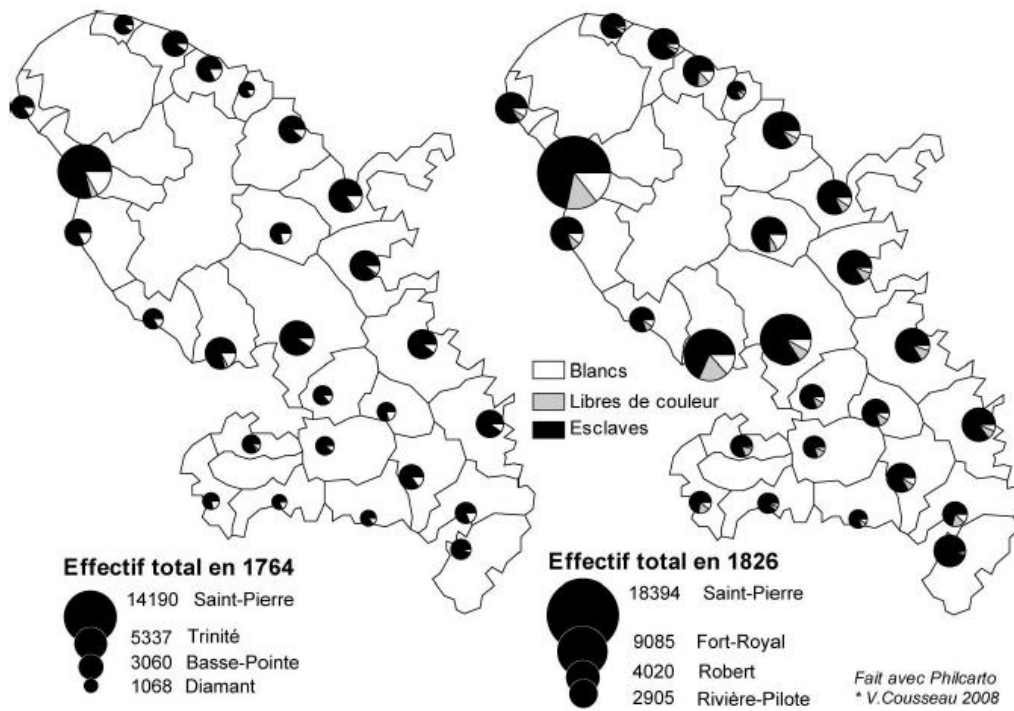 Blancs
Libres de couleur
Esclaves
Effectif total en 1764
14190 Saint-Pierre
5337 Trinité
3060 Basse-Pointe
1068 Diamant
Effectif total en 1826
18394 Saint-Pierre
9085 Fort-Royal
4020 Robert
2905 Rivière-Pilote
Fait avec Philcarto
* V.Cousseau 2008